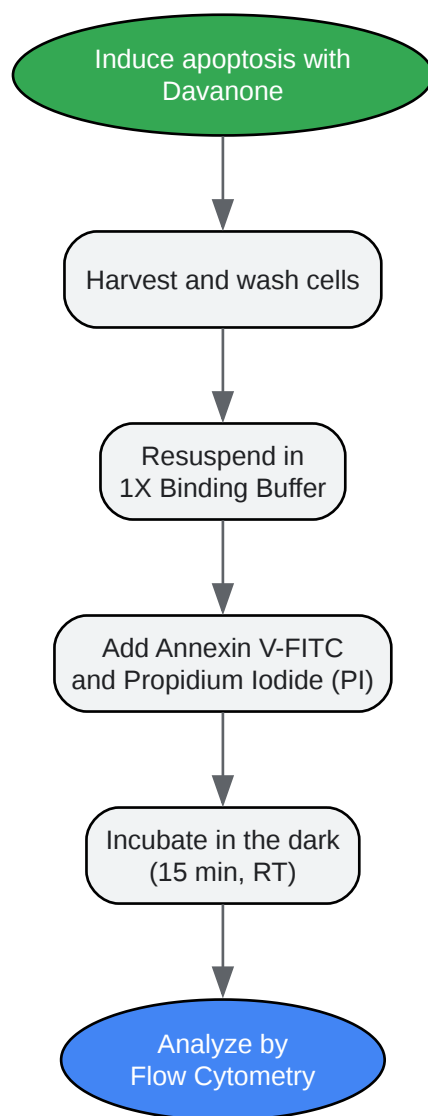 Induce apoptosis with
Davanone
Harvest and wash cells
Resuspend in
1X Binding Buffer
Add Annexin V-FITC
and Propidium Iodide (PI)
Incubate in the dark
(15 min, RT)
Analyze by
Flow Cytometry